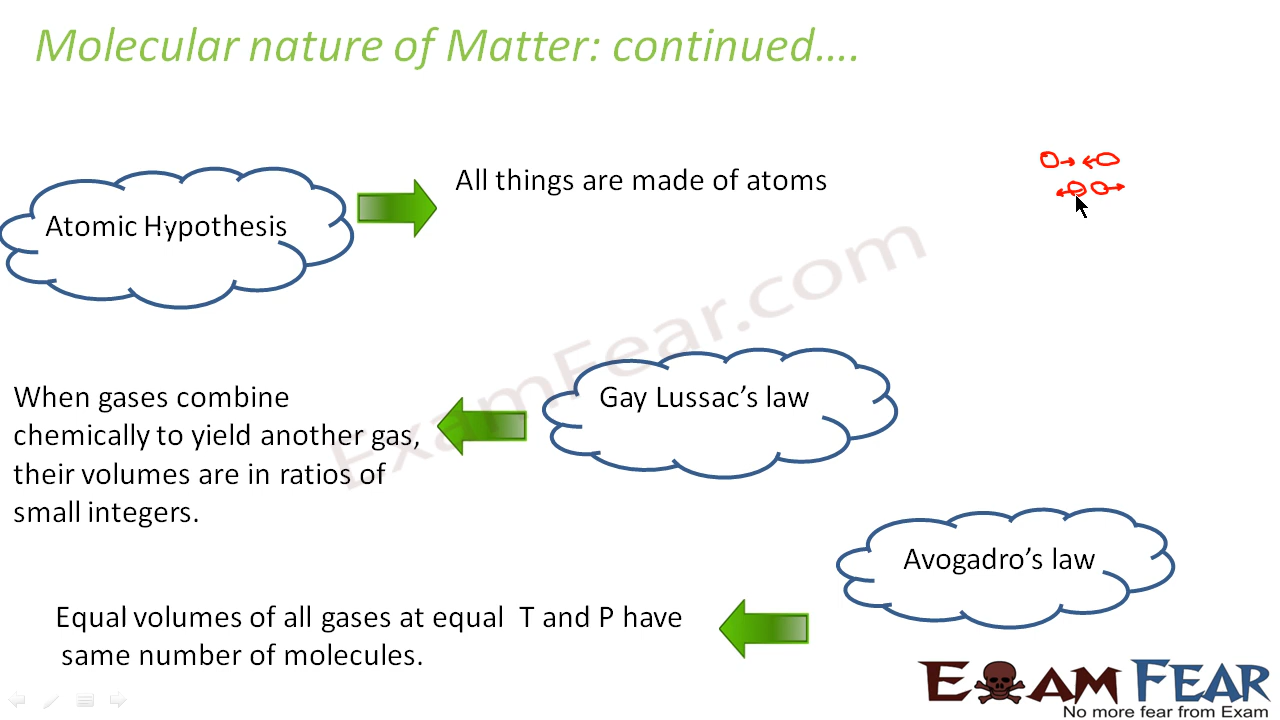 Molecular nature of Matter: continued....
All things are made of atoms
Atomic Hypothesis
ExamFear.com
When gases combine
chemically to yield another gas,
their volumes are in ratios of
small integers.
Gay Lussac's law
Avogadro's law
Equal volumes of all gases at equal T and P have
same number of molecules.
EXAM FEAR
No more fear from Exam